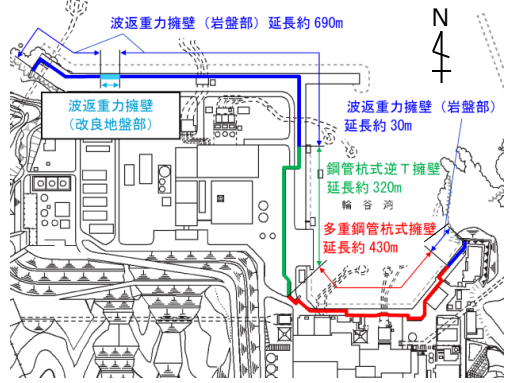 波返重力擁壁（岩盤部）延長約 690m
N
波返重力擁壁
（改良地盤部）
波返重力擁壁（岩盤部）
延長約 30m
鋼管杭式逆Ｔ擁壁
延長約 320m
輪谷湾
多重鋼管杭式擁壁
延長約 430m